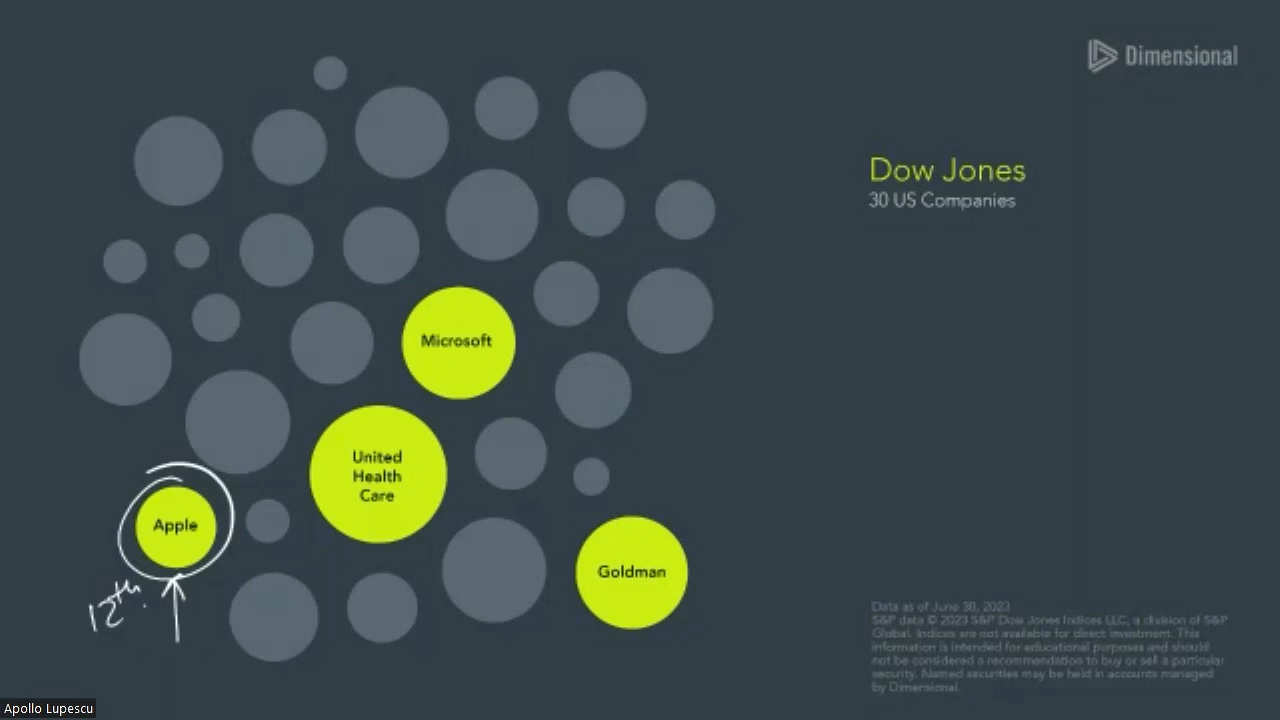 Dimensional
Dow Jones
30 US Companies
Microsoft
United
Health
Care
Apple
Goldman
12th.
Data as of June 30, 2023
S&P data © 2023 S&P Dow Jones Indices LLC, a division of S&P
Global. Indices are not available for direct investment. This
information is intended for educational purposes and should
not be considered a recommendation to buy or sell a particular
security. Named securities may be held in accounts managed
by Dimensional.
Apollo Lupescu